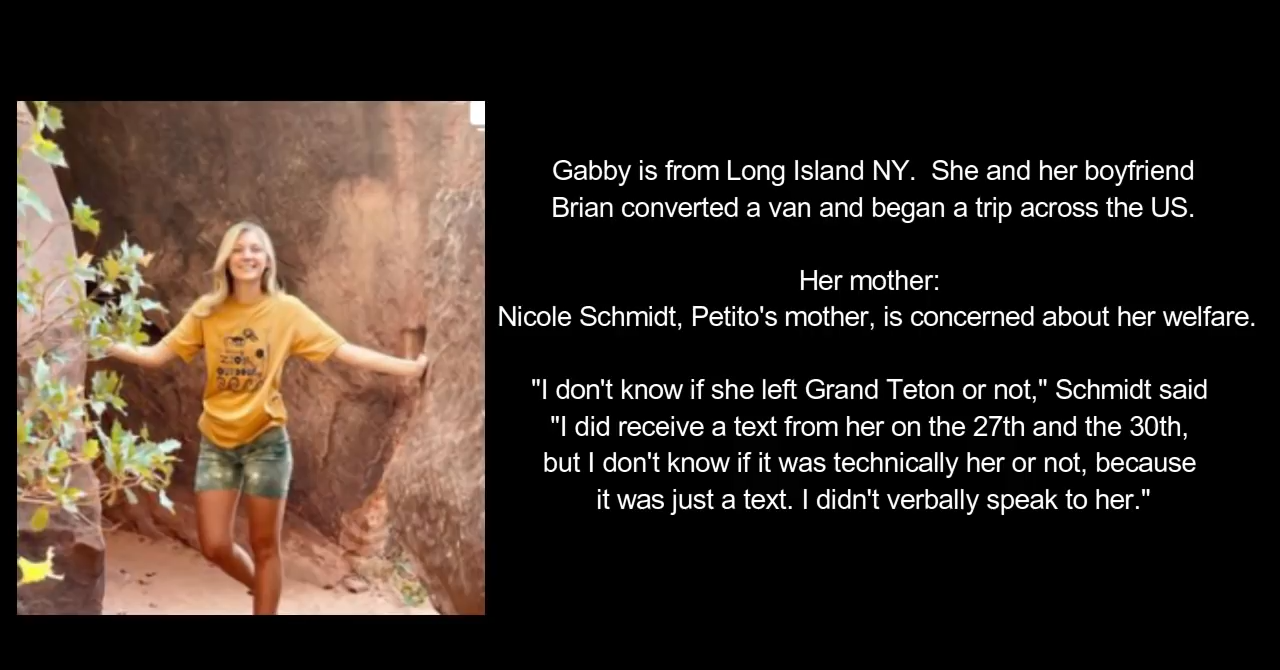 Gabby is from Long Island NY.  She and her boyfriend
Brian converted a van and began a trip across the US.
Her mother:
Nicole Schmidt, Petito's mother, is concerned about her welfare.
"I don't know if she left Grand Teton or not," Schmidt said
"I did receive a text from her on the 27th and the 30th,
but I don't know if it was technically her or not, because
it was just a text. I didn't verbally speak to her."
ZION